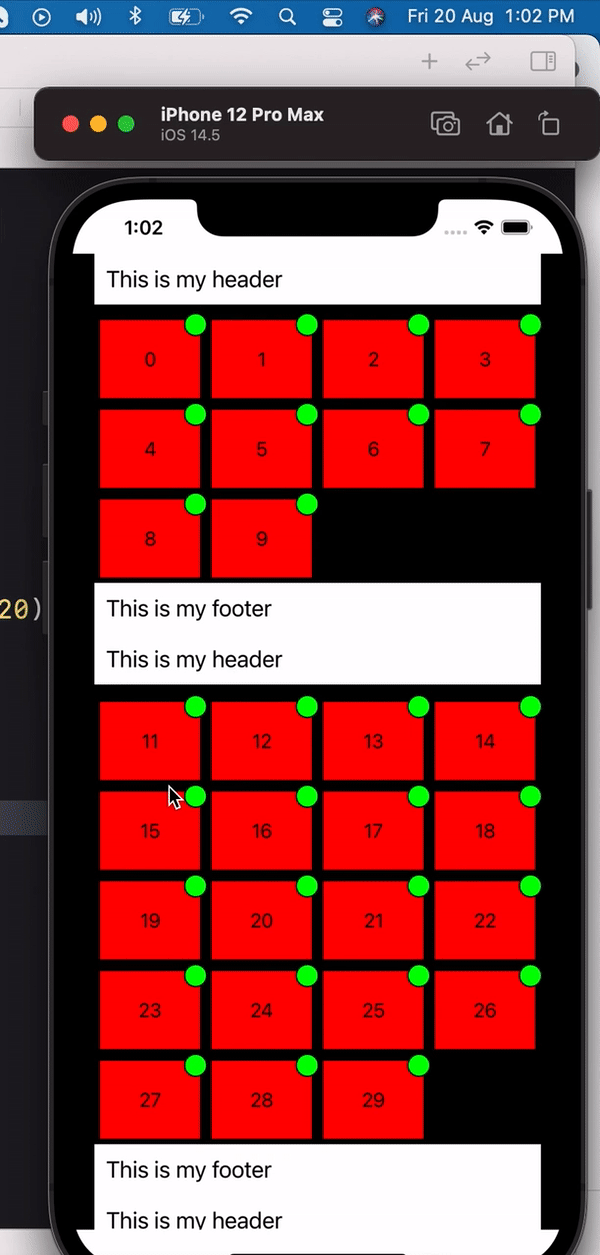 Fri 20 Aug 1:02 PM
iPhone 12 Pro Max
iOS 14.5
1:02
This is my header
0 1 2 3
4 5 6 7
8 9
20)
This is my footer
This is my header
11 12 13 14
15 16 17 18
19 20 21 22
23 24 25 26
27 28 29
This is my footer
This is my header